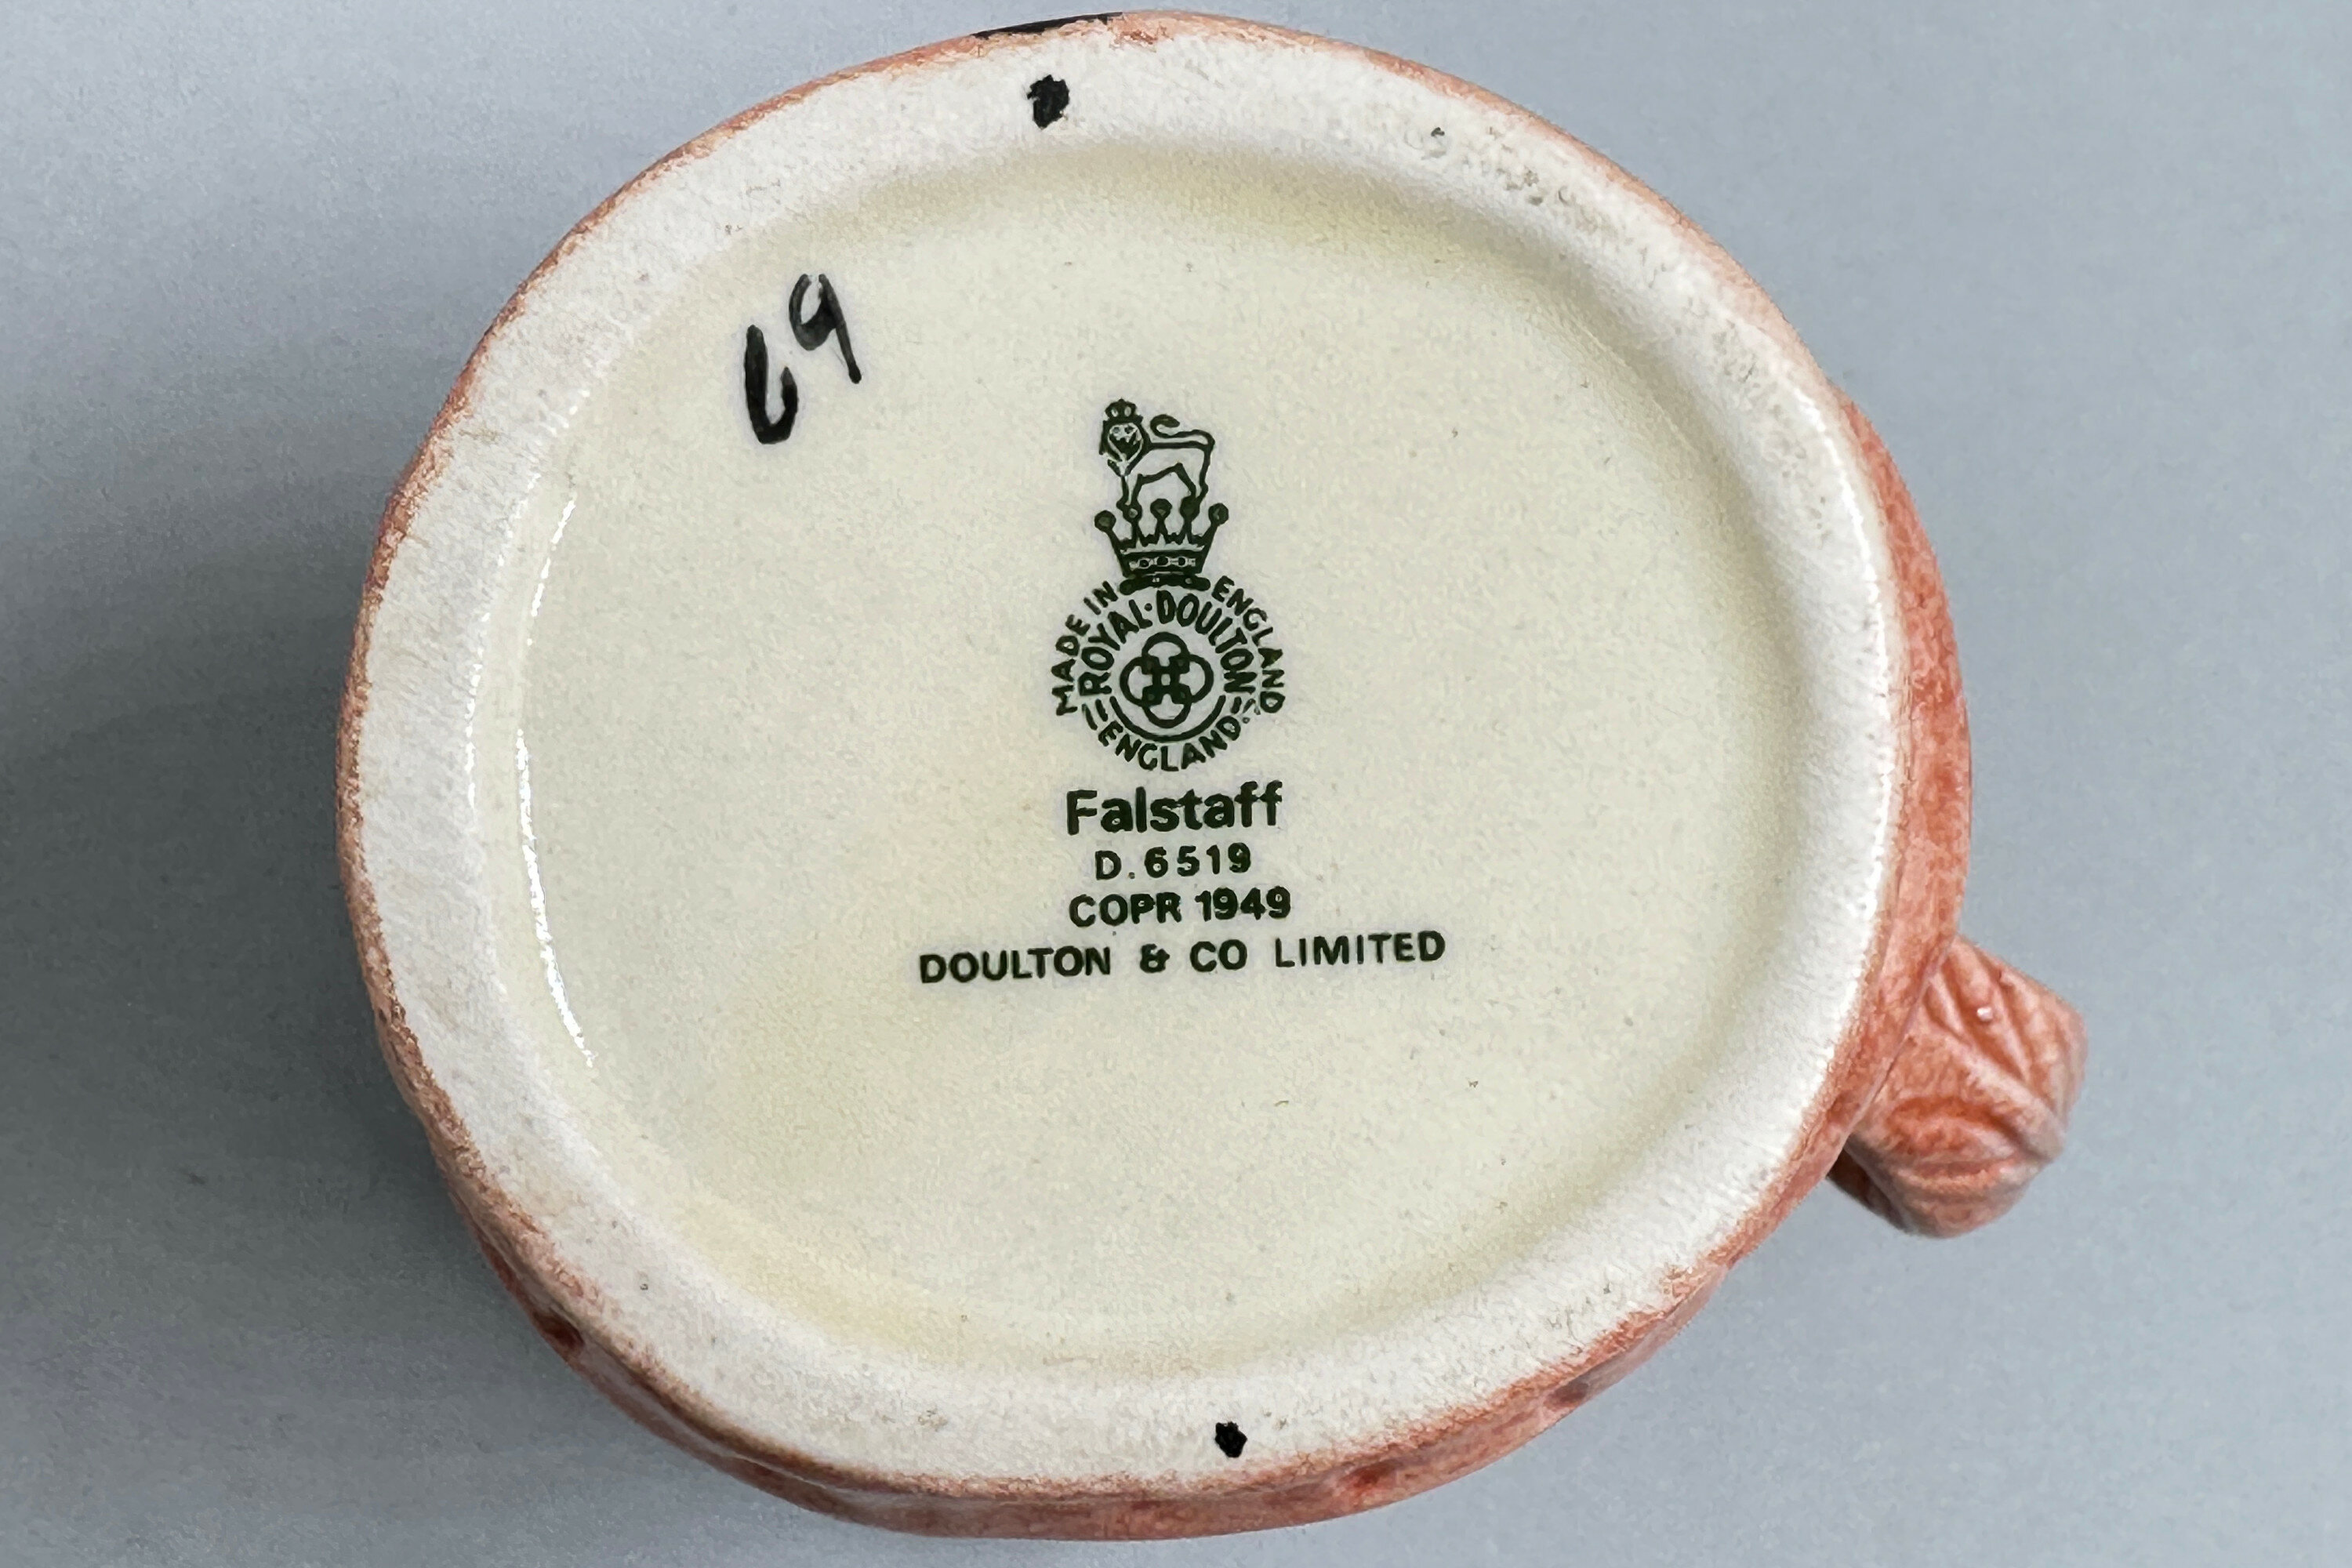 69
MADE IN ENGLAND
ROYAL·DOULTON
ENGLAND
Falstaff
D.6519
COPR 1949
DOULTON & CO LIMITED